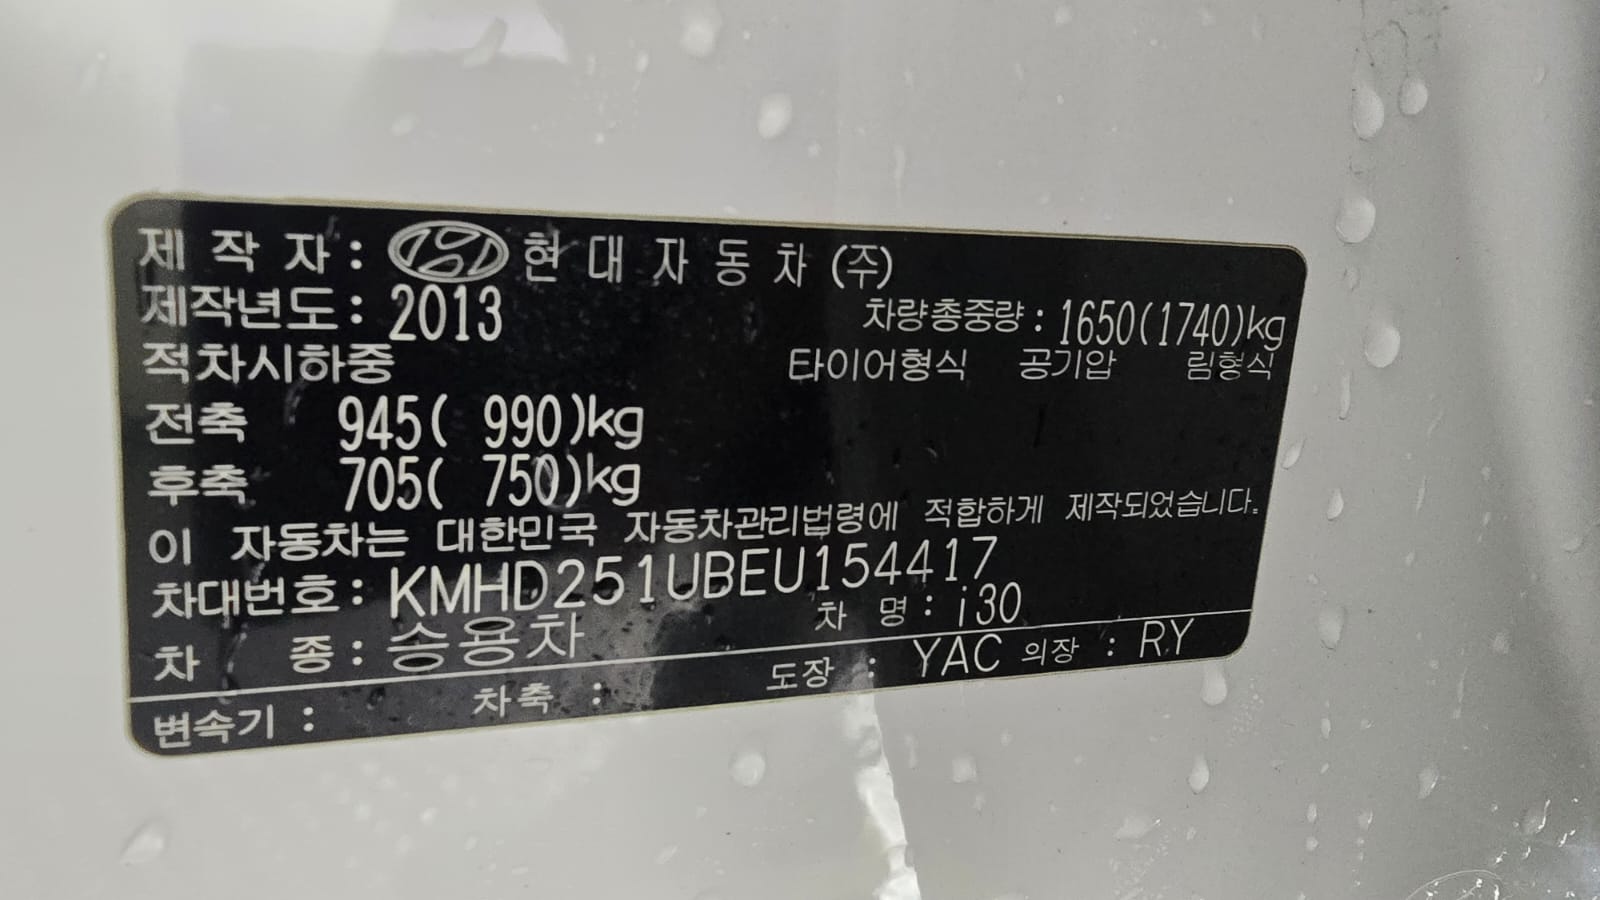 제 작 자 : 현 대 자 동 차 (주)
제작년도 : 2013
차량총중량 : 1650(1740)kg
적차시하중
타이어형식 공기압 림형식
전축 945( 990)kg
후축 705( 750)kg
이 자동차는 대한민국 자동차관리법령에 적합하게 제작되었습니다.
차대번호 : KMHD251UBEU154417
차 종 : 승용차 차 명 : i30
변속기 : 차축 : 도장 : YAC 의장 : RY